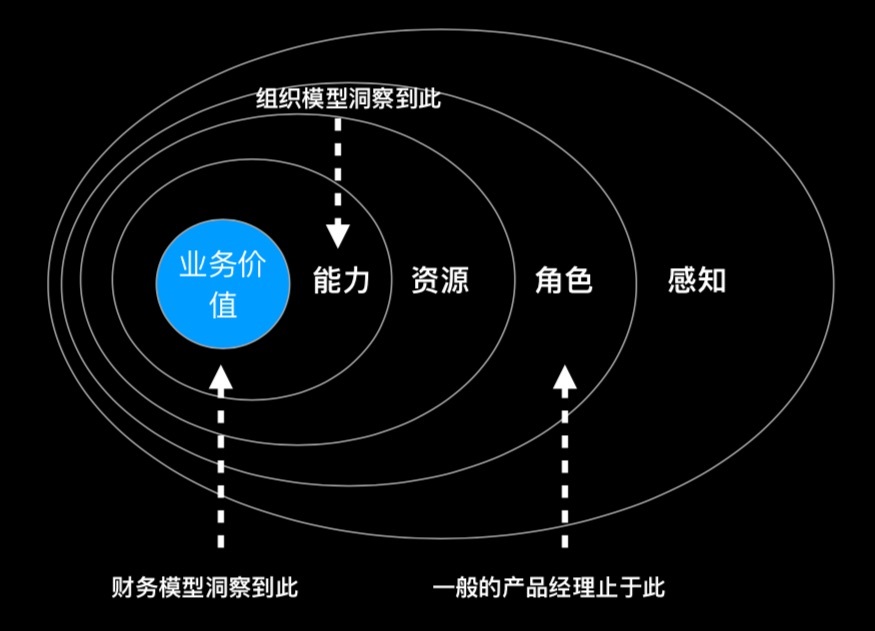 组织模型洞察到此
业务价
值
能力
资源
角色
感知
财务模型洞察到此
一般的产品经理止于此